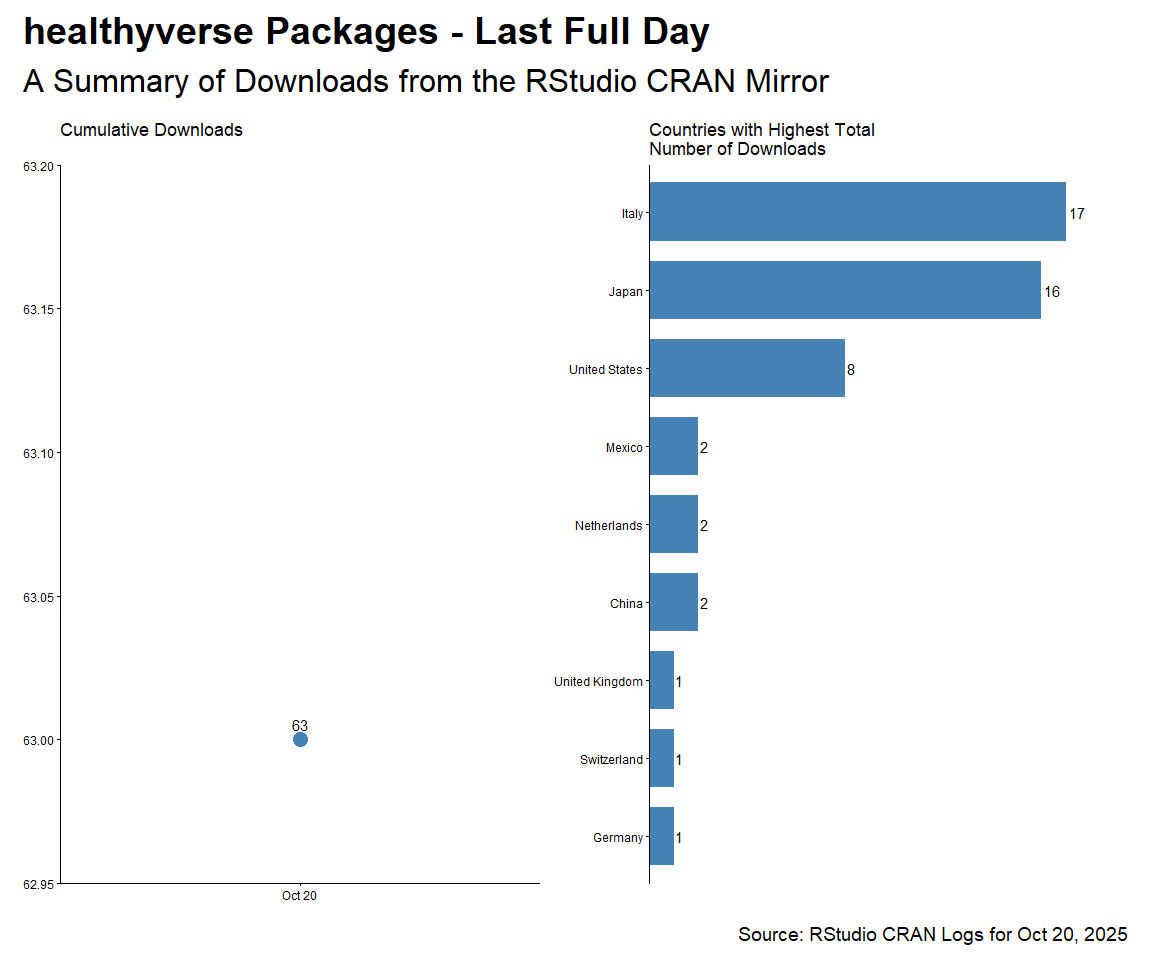 healthyverse Packages - Last Full Day
A Summary of Downloads from the RStudio CRAN Mirror
Cumulative Downloads
63.20
63.15
63.10
63.05
63.00
62.95
63
Oct 20
Countries with Highest Total
Number of Downloads
Italy 17
Japan 16
United States 8
Mexico 2
Netherlands 2
China 2
United Kingdom 1
Switzerland 1
Germany 1
Source: RStudio CRAN Logs for Oct 20, 2025